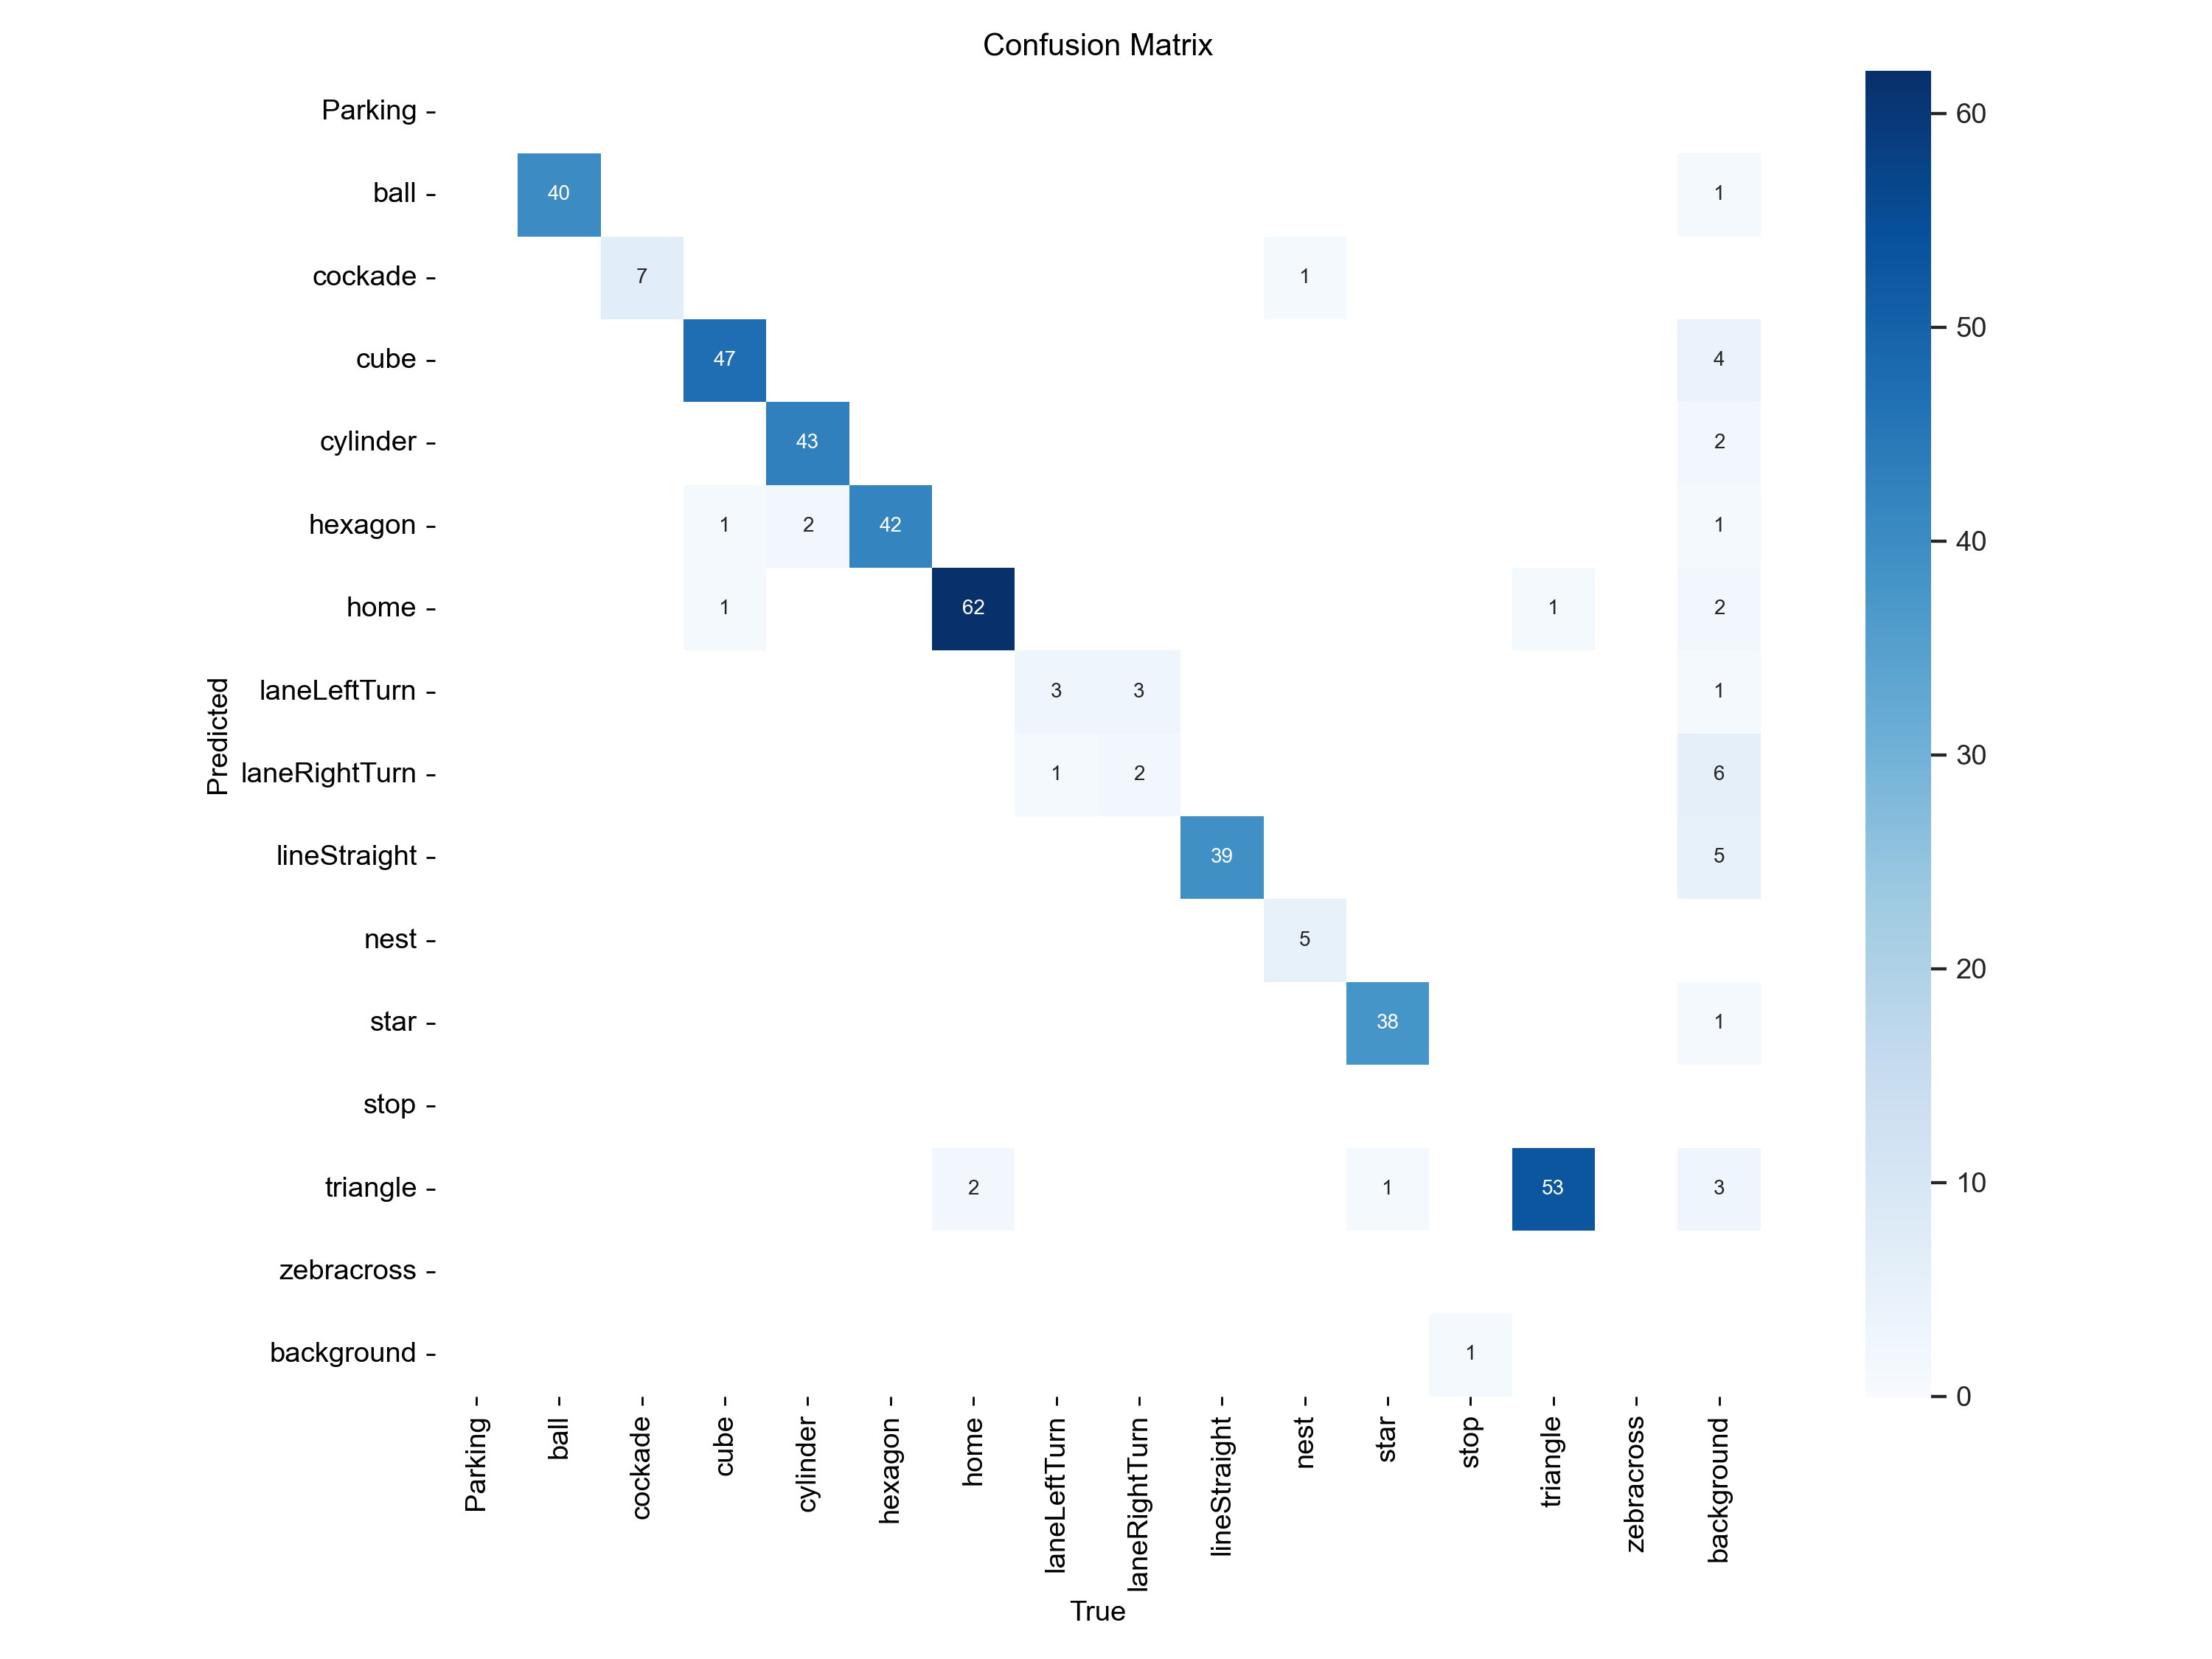 Confusion Matrix
Parking
ball 40 1
cockade 7 1
cube 47 4
cylinder 43 2
hexagon 1 2 42 1
home 1 62 1 2
laneLeftTurn 3 3 1
laneRightTurn 1 2 6
lineStraight 39 5
nest 5
star 38 1
stop
triangle 2 1 53 3
zebracross
background 1
Predicted
Parking ball cockade cube cylinder hexagon home laneLeftTurn laneRightTurn lineStraight nest star stop triangle zebracross background
True
60
50
40
30
20
10
0